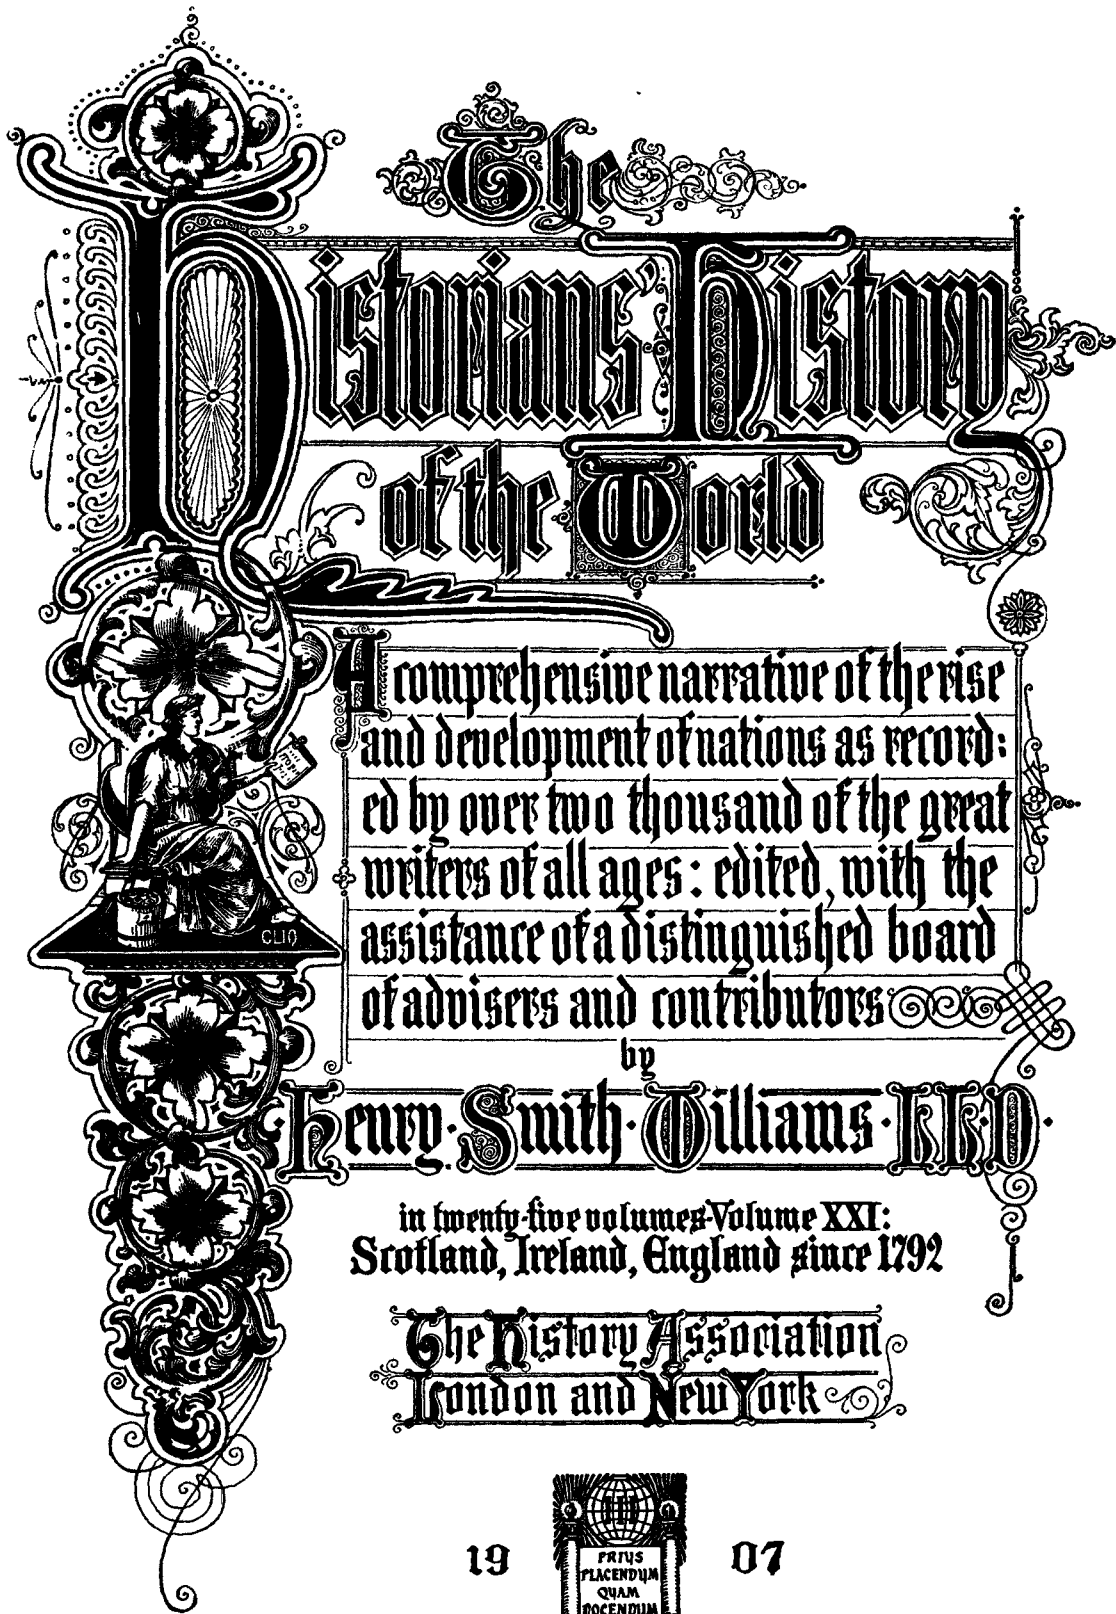 The
Historians' History
of the World
A comprehensive narrative of the rise
and development of nations as record:
ed by over two thousand of the great
writers of all ages: edited, with the
assistance of a distinguished board
of advisers and contributors
by
Henry·Smith·Williams·LL·D·
in twenty-five volumes-Volume XXI:
Scotland, Ireland, England since 1792
The History Association
London and New York
19 07
PRIUS
PLACENDUM
QUAM
DOCENDUM
CLIO